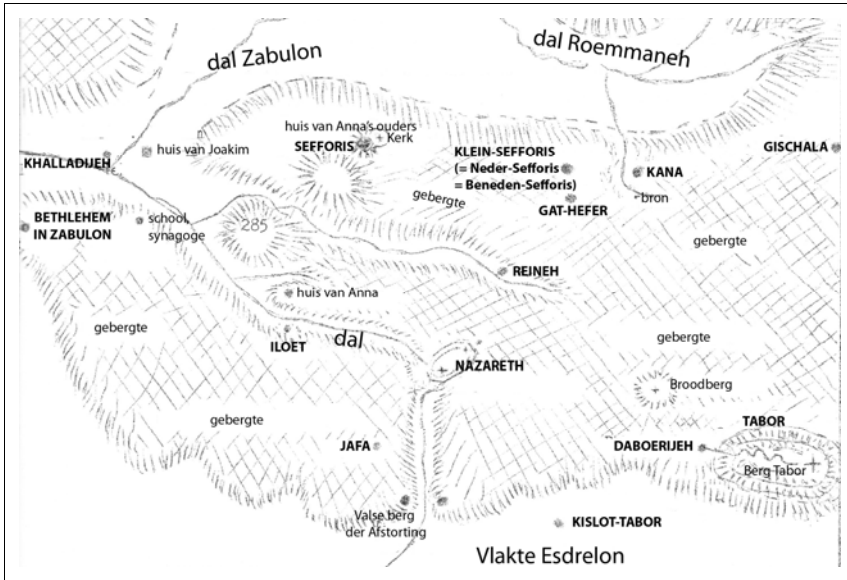 dal Zabulon
dal Roemmaneh
huis van Anna's ouders
Kerk
SEFFORIS
huis van Joakim
KHALLADIJEH
KLEIN-SEFFORIS
(= Neder-Sefforis
= Beneden-Sefforis)
GISCHALA
KANA
gebergte
bron
GAT-HEFER
BETHLEHEM
IN ZABULON
school,
synagoge
285
gebergte
REJNEH
huis van Anna
gebergte
ILOET
dal
gebergte
NAZARETH
Broodberg
gebergte
TABOR
JAFA
DABOERIJEH
Berg Tabor
Valse berg
der Afstorting
KISLOT-TABOR
Vlakte Esdrelon